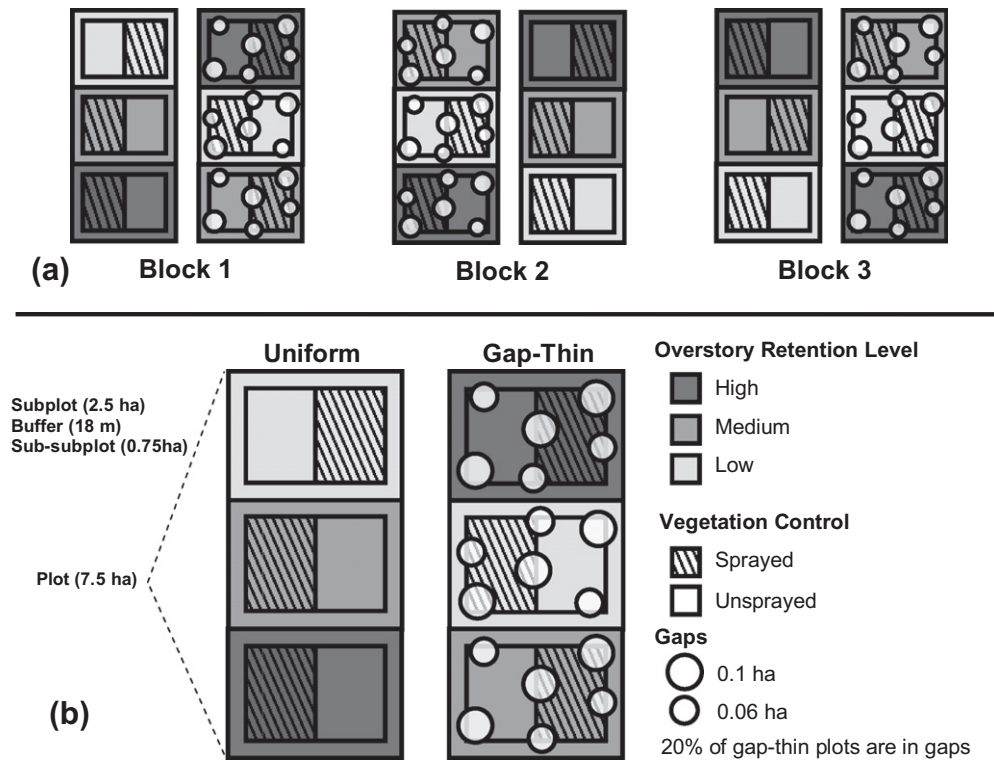 (a)
Block 1
Block 2
Block 3
Uniform
Gap-Thin
Subplot (2.5 ha)
Buffer (18 m)
Sub-subplot (0.75ha)
Plot (7.5 ha)
(b)
Overstory Retention Level
High
Medium
Low
Vegetation Control
Sprayed
Unsprayed
Gaps
0.1 ha
0.06 ha
20% of gap-thin plots are in gaps